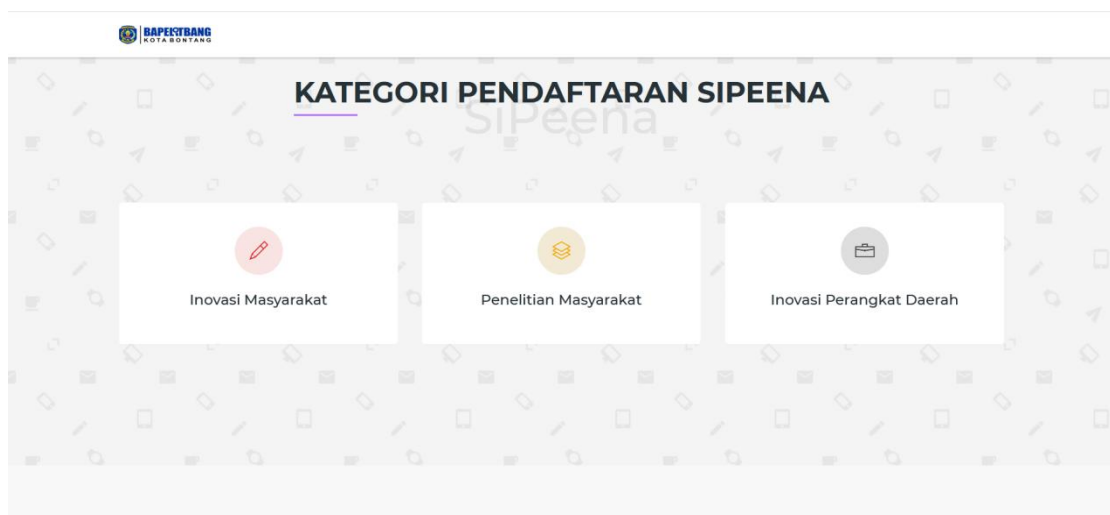 BAPELITBANG
KOTA BONTANG
KATEGORI PENDAFTARAN SIPEENA
SiPeena
Inovasi Masyarakat
Penelitian Masyarakat
Inovasi Perangkat Daerah